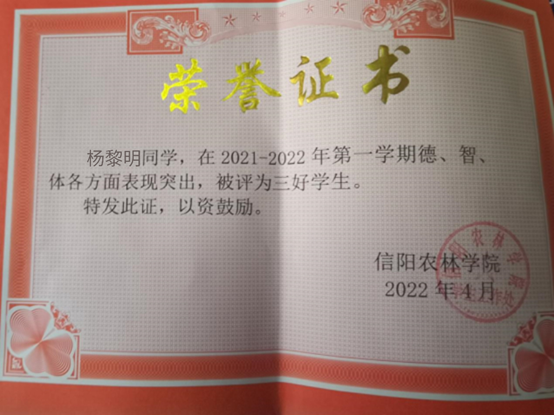 荣誉证书
杨黎明同学，在2021-2022年第一学期德、智、
体各方面表现突出，被评为三好学生。
特发此证，以资鼓励。
信阳农林学院
2022年4月